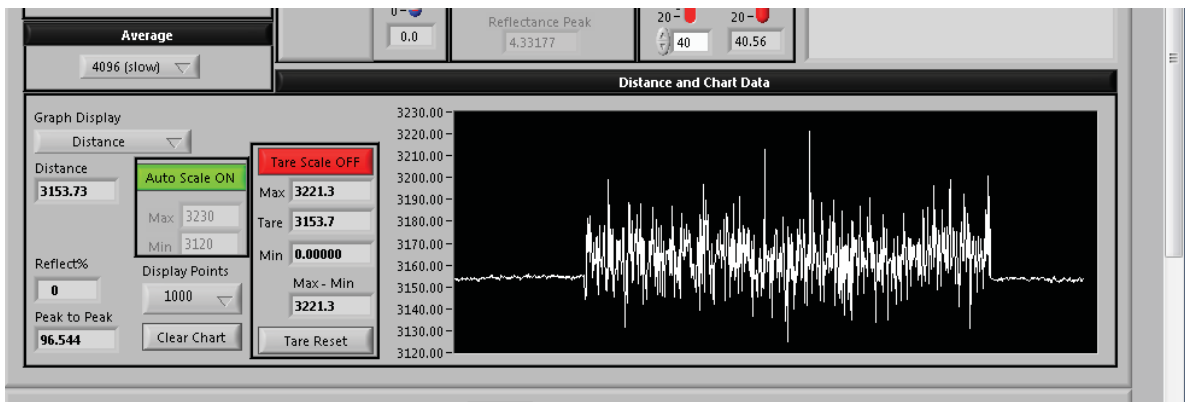 0
0.0
Reflectance Peak
4.33177
20
20
40
40.56
Average
4096 (slow)
Distance and Chart Data
Graph Display
Distance
Distance
3153.73
Auto Scale ON
Max 3230
Min 3120
Reflect%
0
Display Points
1000
Peak to Peak
96.544
Clear Chart
Tare Scale OFF
Max 3221.3
Tare 3153.7
Min 0.00000
Max - Min
3221.3
Tare Reset
3230.00
3220.00
3210.00
3200.00
3190.00
3180.00
3170.00
3160.00
3150.00
3140.00
3130.00
3120.00